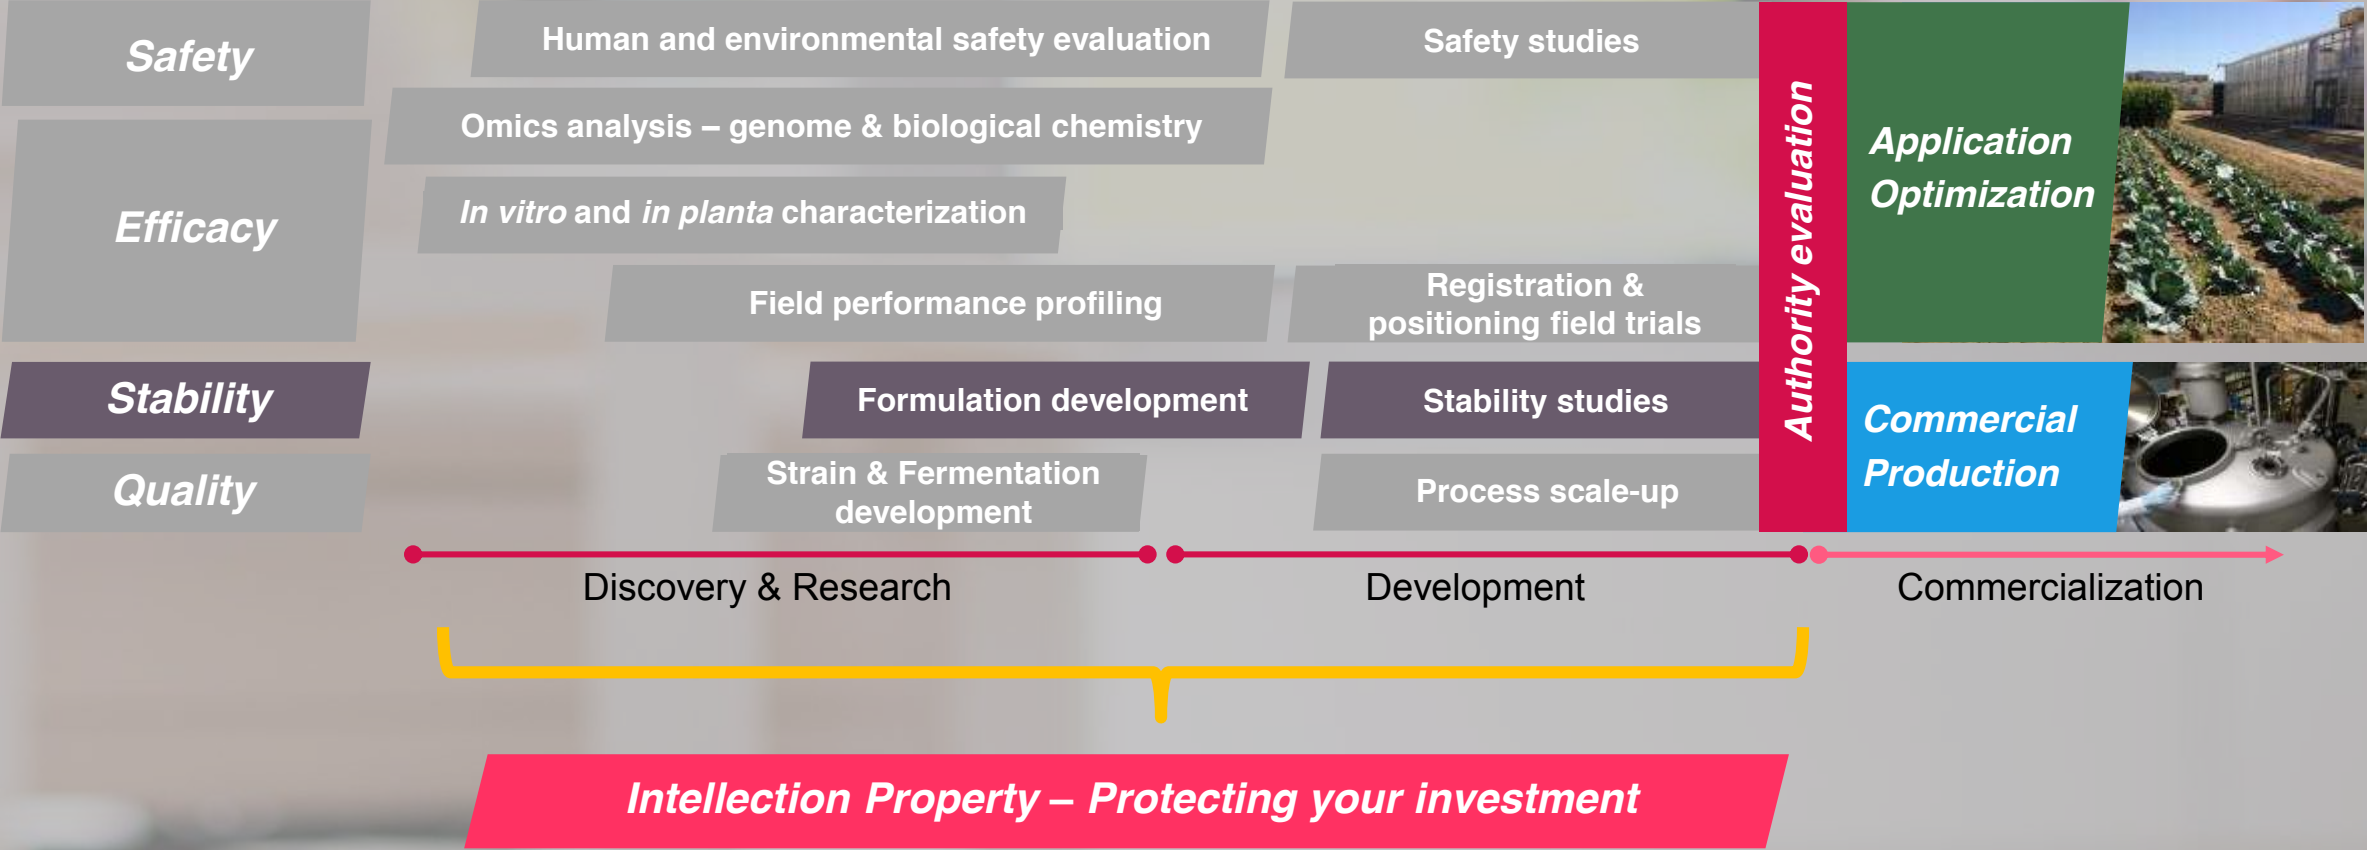 Safety
Human and environmental safety evaluation
Safety studies
Efficacy
Omics analysis – genome & biological chemistry
In vitro and in planta characterization
Field performance profiling
Registration &
positioning field trials
Stability
Formulation development
Stability studies
Quality
Strain & Fermentation
development
Process scale-up
Authority evaluation
Application
Optimization
Commercial
Production
Discovery & Research
Development
Commercialization
Intellection Property – Protecting your investment